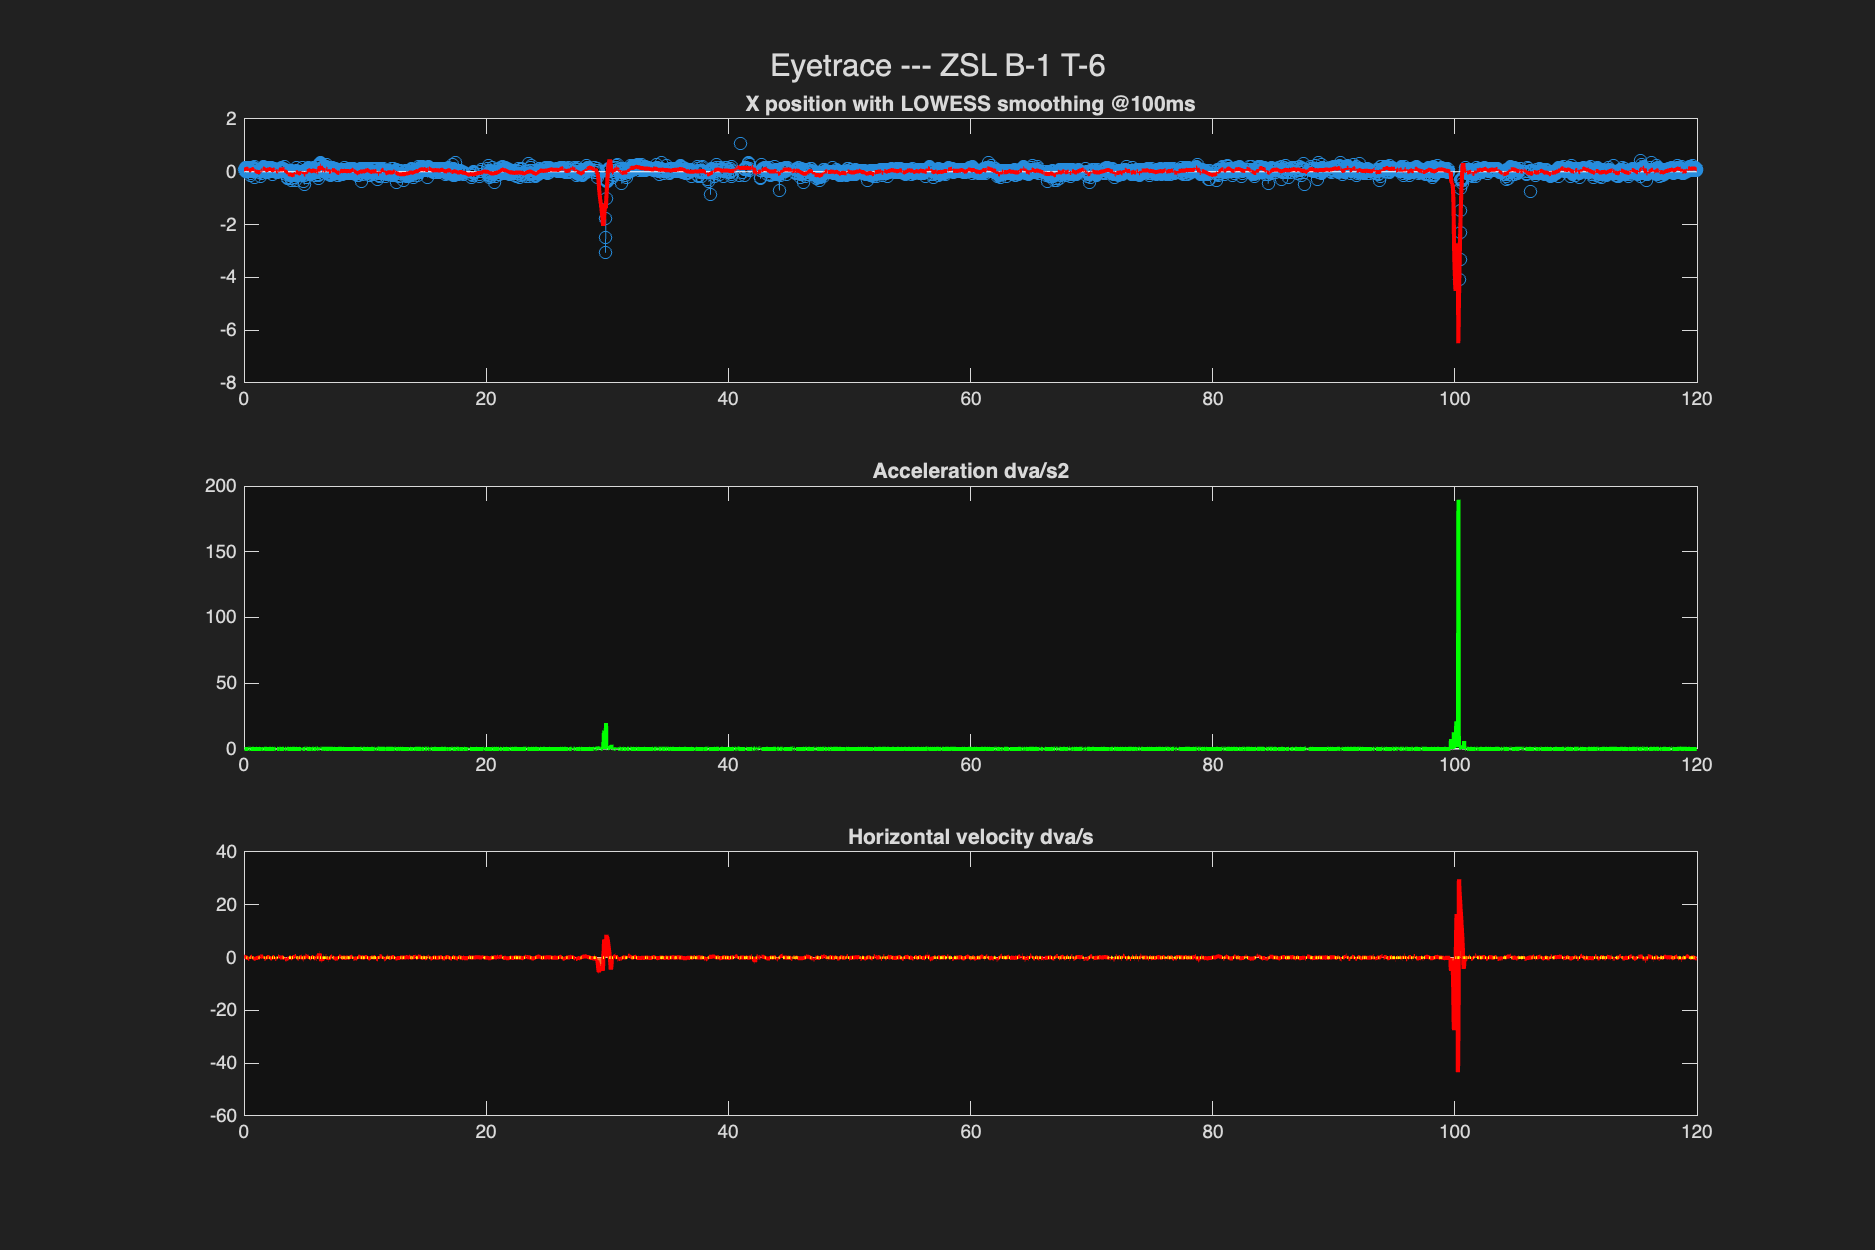 Eyetrace --- ZSL B-1 T-6
X position with LOWESS smoothing @100ms
2
0
-2
-4
-6
-8
0 20 40 60 80 100 120
Acceleration dva/s2
200
150
100
50
0
0 20 40 60 80 100 120
Horizontal velocity dva/s
40
20
0
-20
-40
-60
0 20 40 60 80 100 120